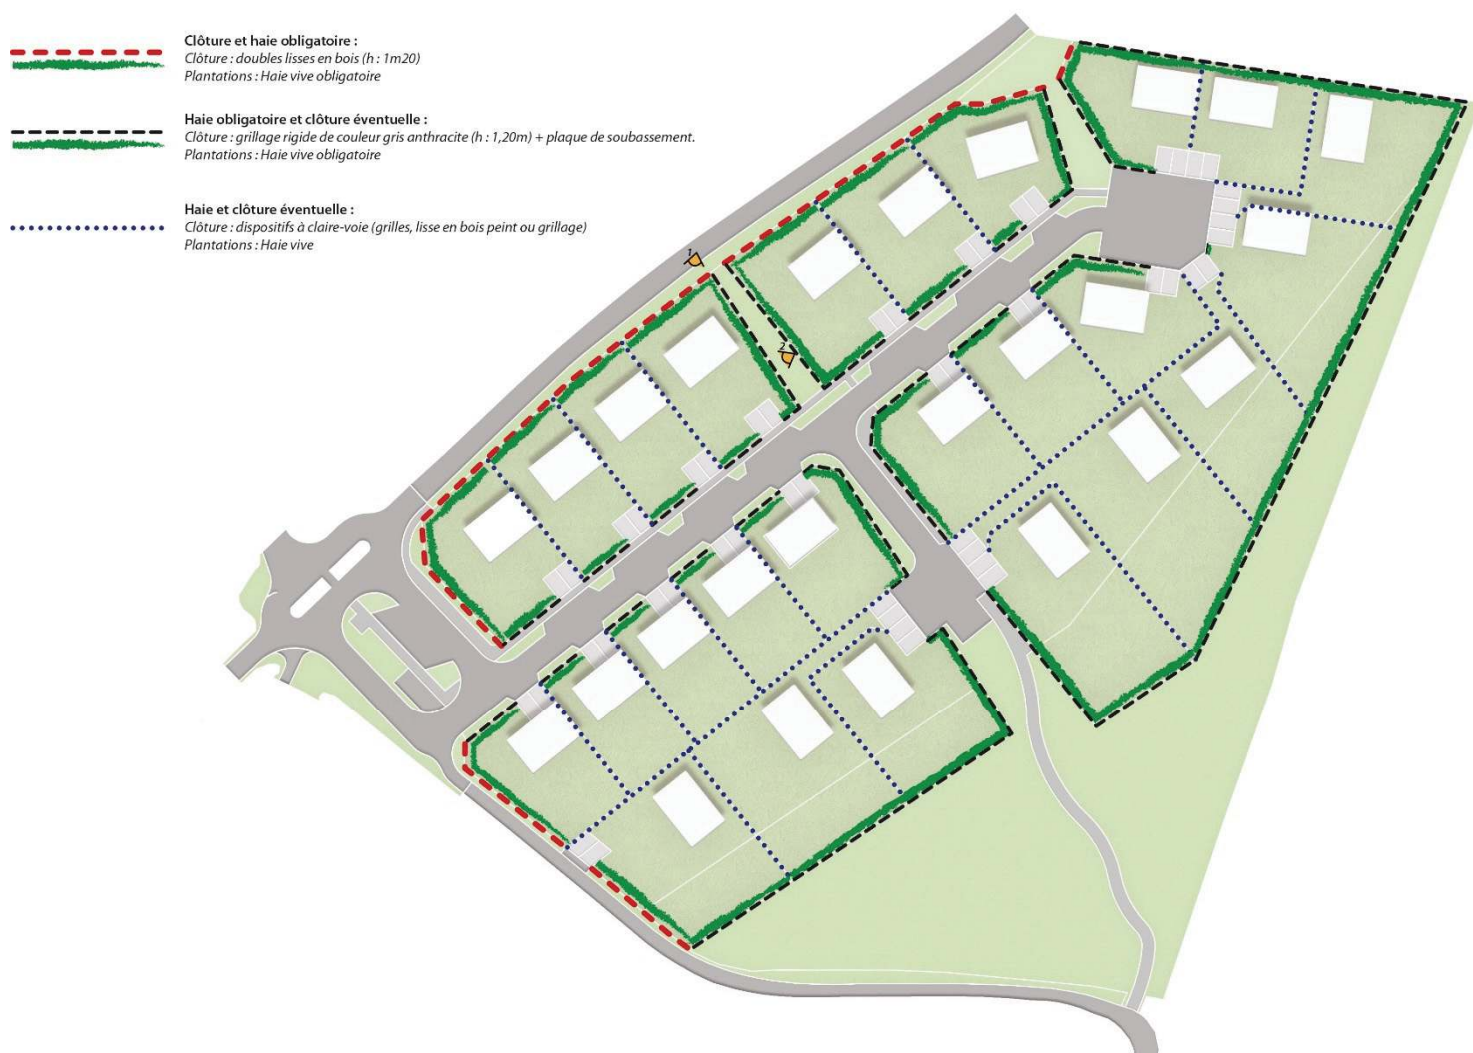 Clôture et haie obligatoire :
Clôture : doubles lisses en bois (h : 1m20)
Plantations : Haie vive obligatoire
Haie obligatoire et clôture éventuelle :
Clôture : grillage rigide de couleur gris anthracite (h : 1,20m) + plaque de soubassement.
Plantations : Haie vive obligatoire
Haie et clôture éventuelle :
Clôture : dispositifs à claire-voie (grilles, lisse en bois peint ou grillage)
Plantations : Haie vive
1
2